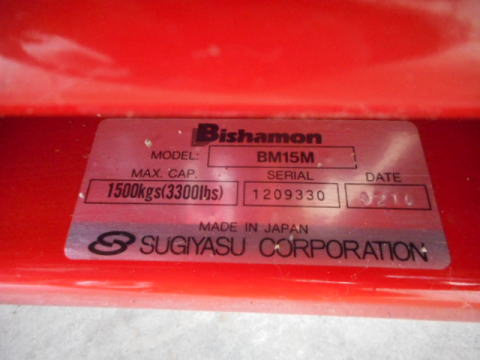 Bishamon
MODEL: BM15M
MAX. CAP. SERIAL DATE
1500kgs(3300lbs) 1209330
MADE IN JAPAN
SUGIYASU CORPORATION